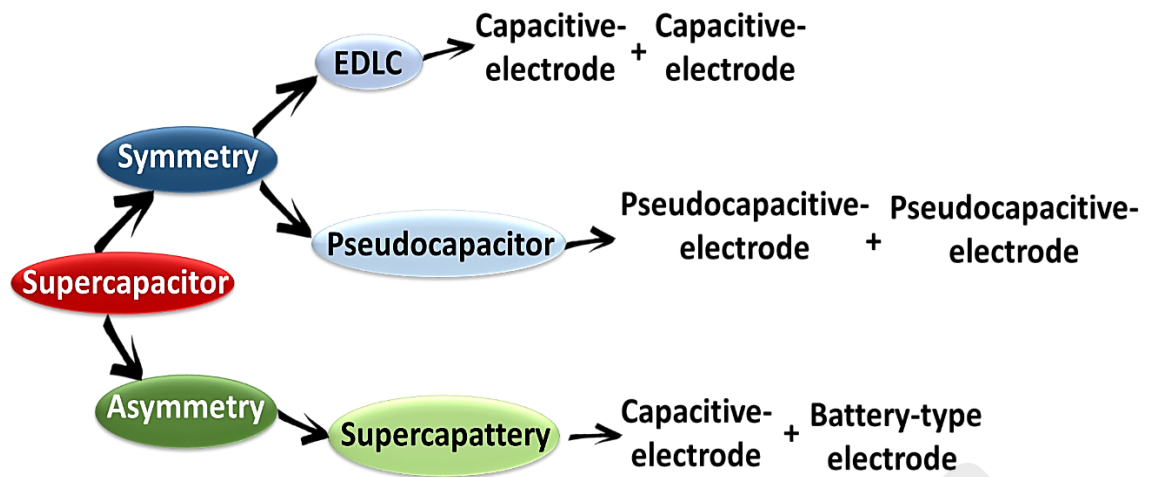 EDLC
Capacitive-
electrode
+
Capacitive-
electrode
Symmetry
Pseudocapacitor
Pseudocapacitive-
electrode
+
Pseudocapacitive-
electrode
Supercapacitor
Asymmetry
Supercapattery
Capacitive-
electrode
+
Battery-type
electrode